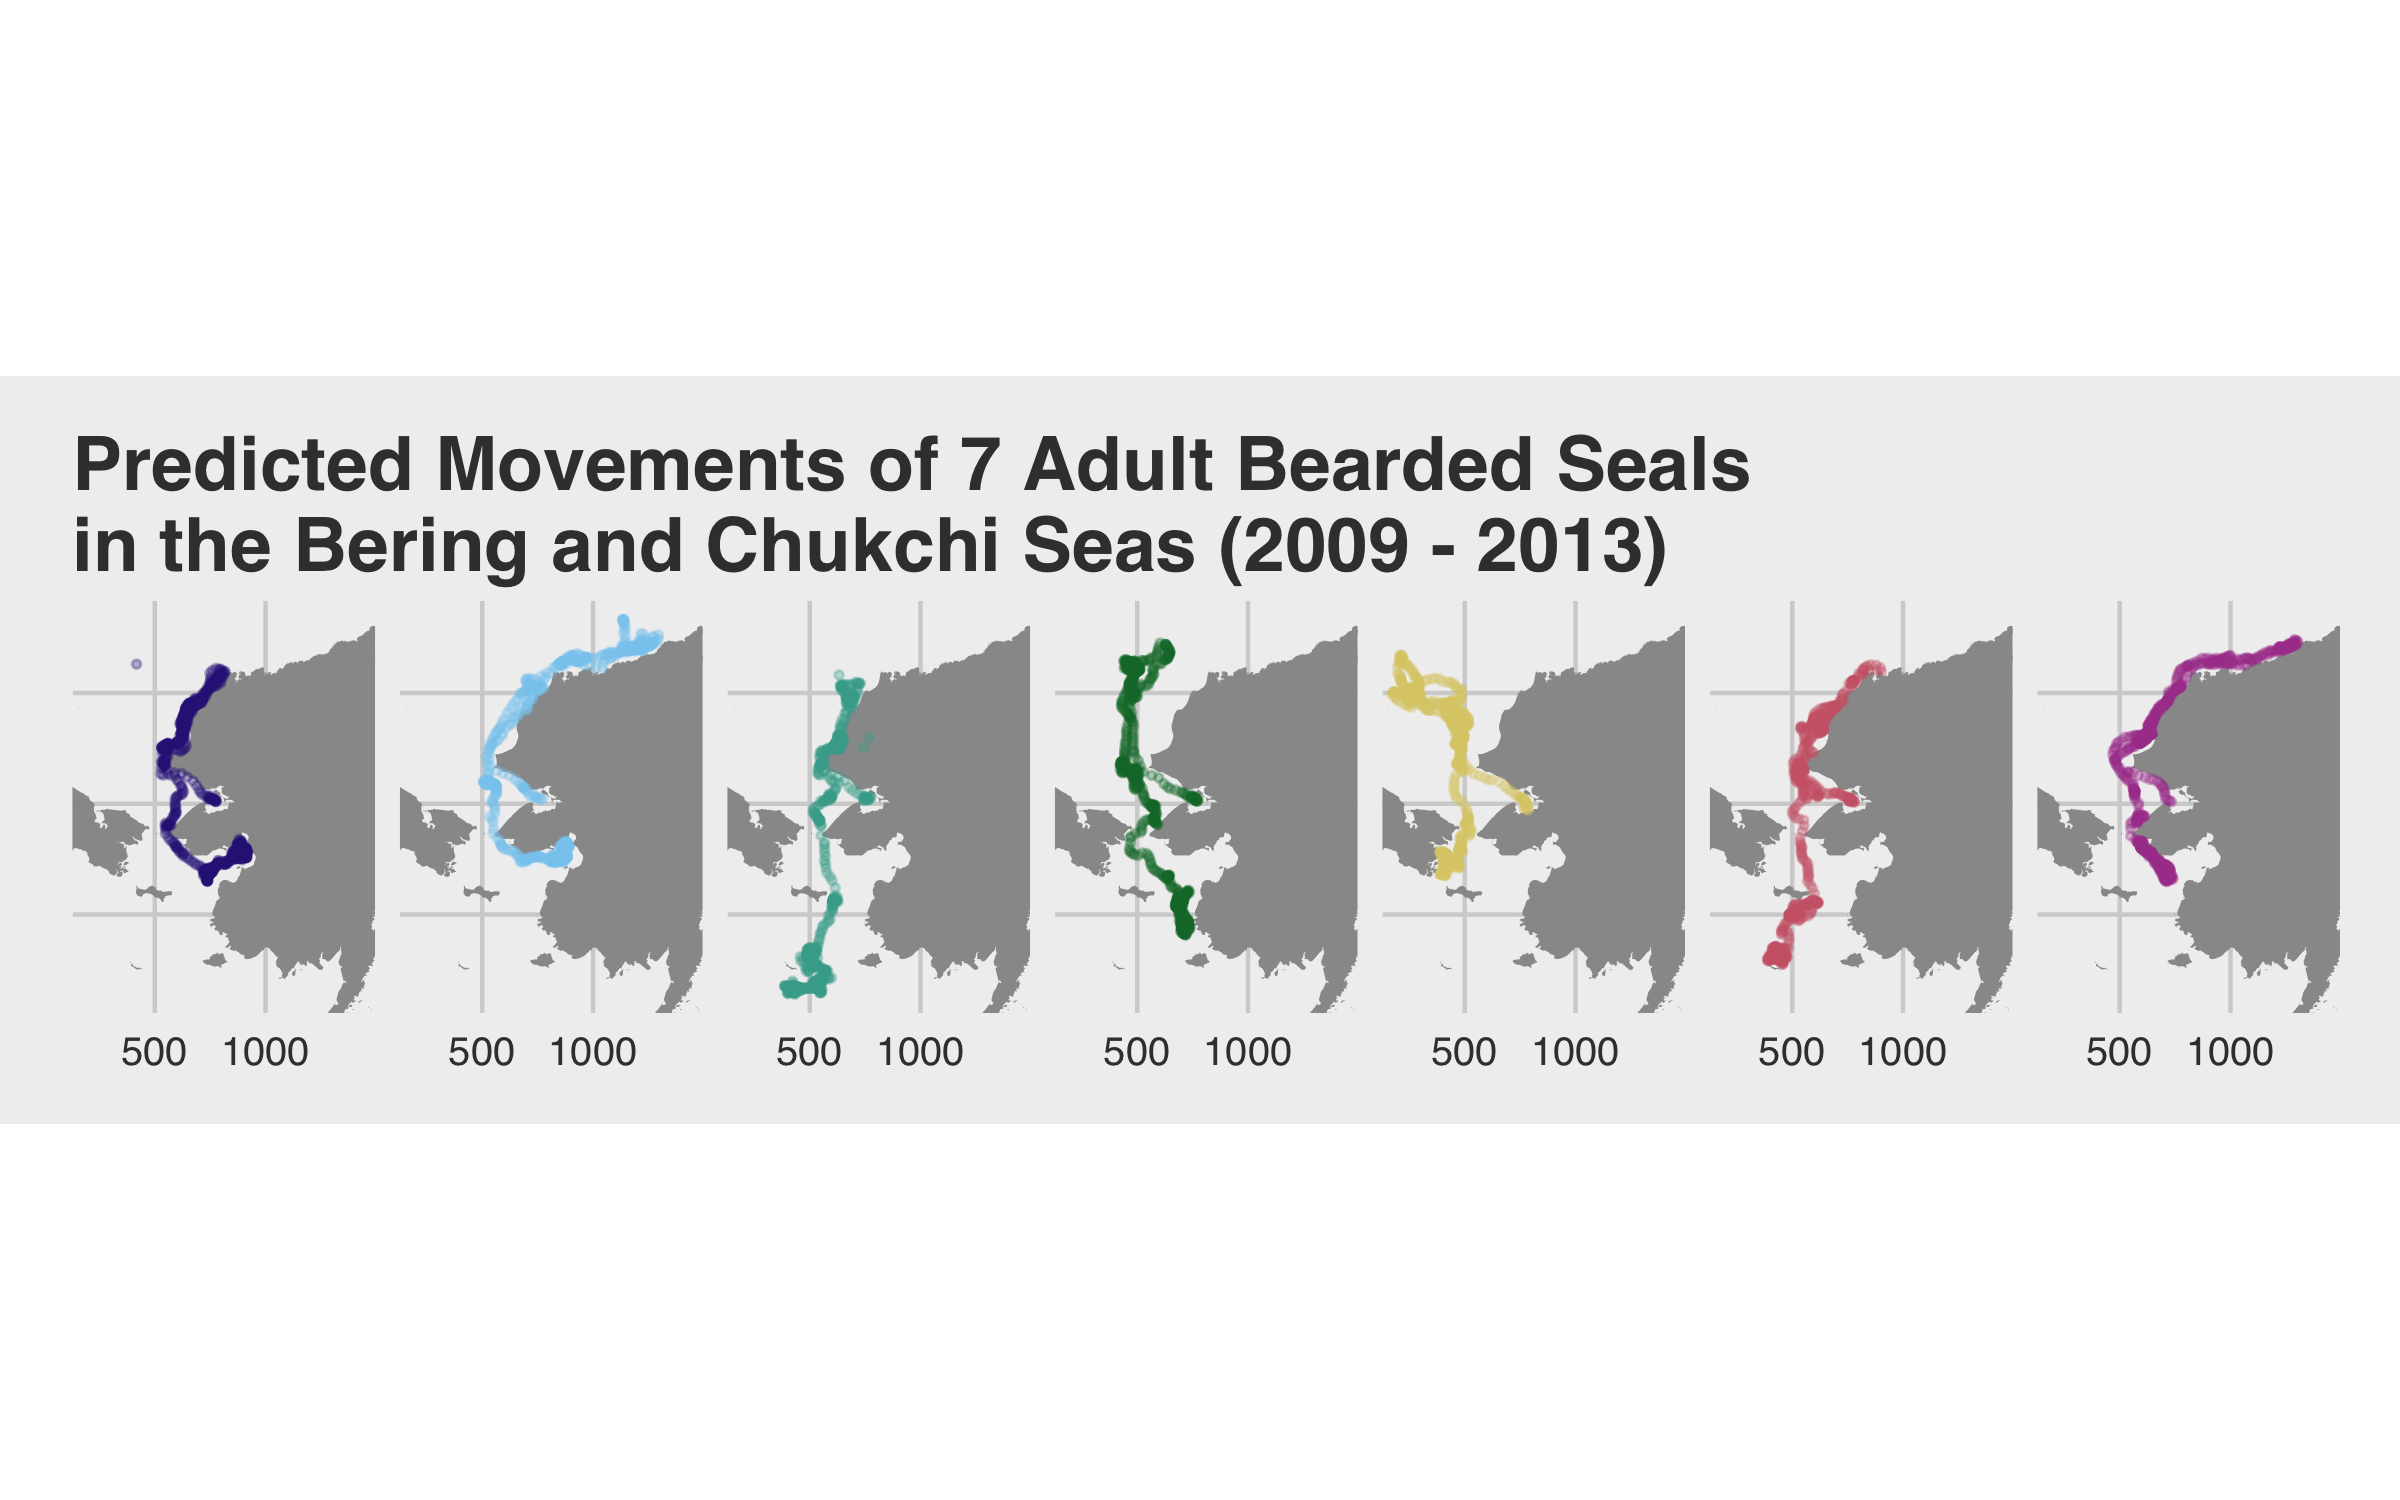 Predicted Movements of 7 Adult Bearded Seals
in the Bering and Chukchi Seas (2009 - 2013)
500 1000 500 1000 500 1000 500 1000 500 1000 500 1000 500 1000